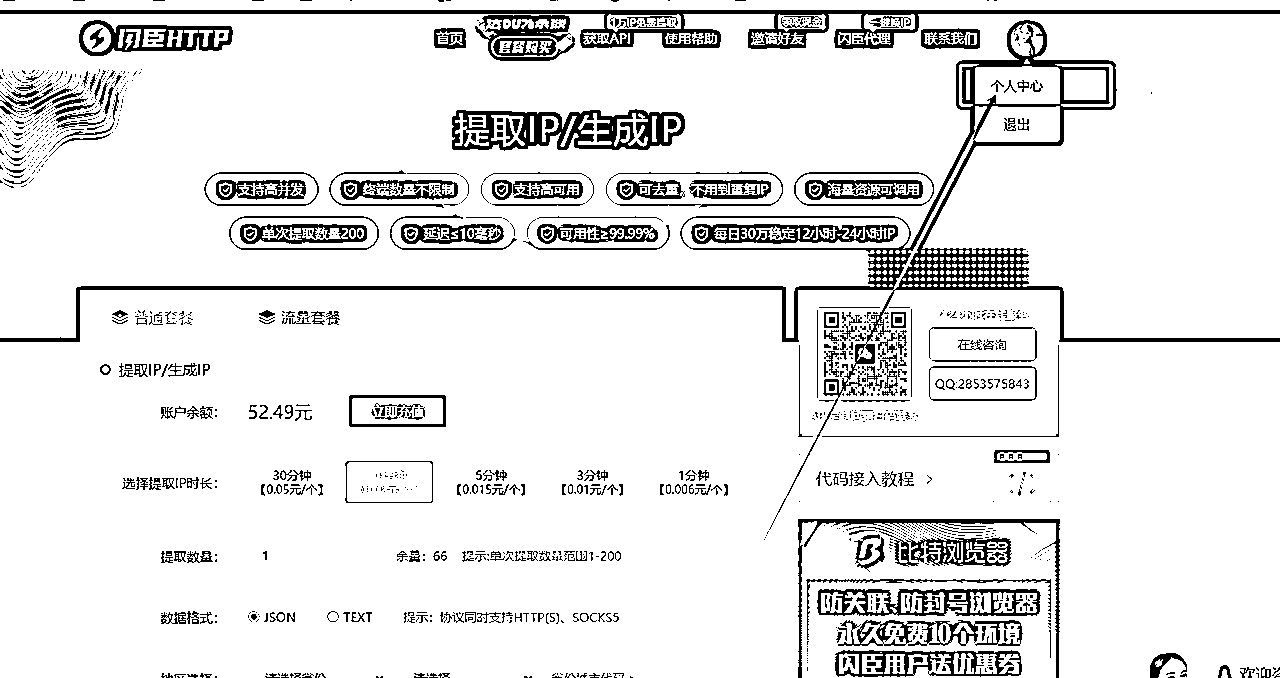 闪臣HTTP
首页
套餐购买
获取API
使用帮助
邀请好友
闪臣代理
联系我们
个人中心
退出
提取IP/生成IP
支持高并发
终端数量不限制
支持高可用
可去重，不用到重复IP
海量资源可调用
单次提取数量200
延迟≤10毫秒
可用性≥99.99%
每日30万稳定12小时-24小时IP
普通套餐
流量套餐
提取IP/生成IP
账户余额：
52.49元
立即充值
选择提取IP时长：
30分钟
【0.05元/个】
5分钟
【0.015元/个】
3分钟
【0.01元/个】
1分钟
【0.006元/个】
提取数量：
1
余量：66
提示:单次提取数量范围1-200
数据格式：
JSON
TEXT
提示：协议同时支持HTTP(S)、SOCKS5
在线咨询
QQ:2853575843
代码接入教程 >
比特浏览器
防关联、防封号浏览器
永久免费10个环境
闪臣用户送优惠券